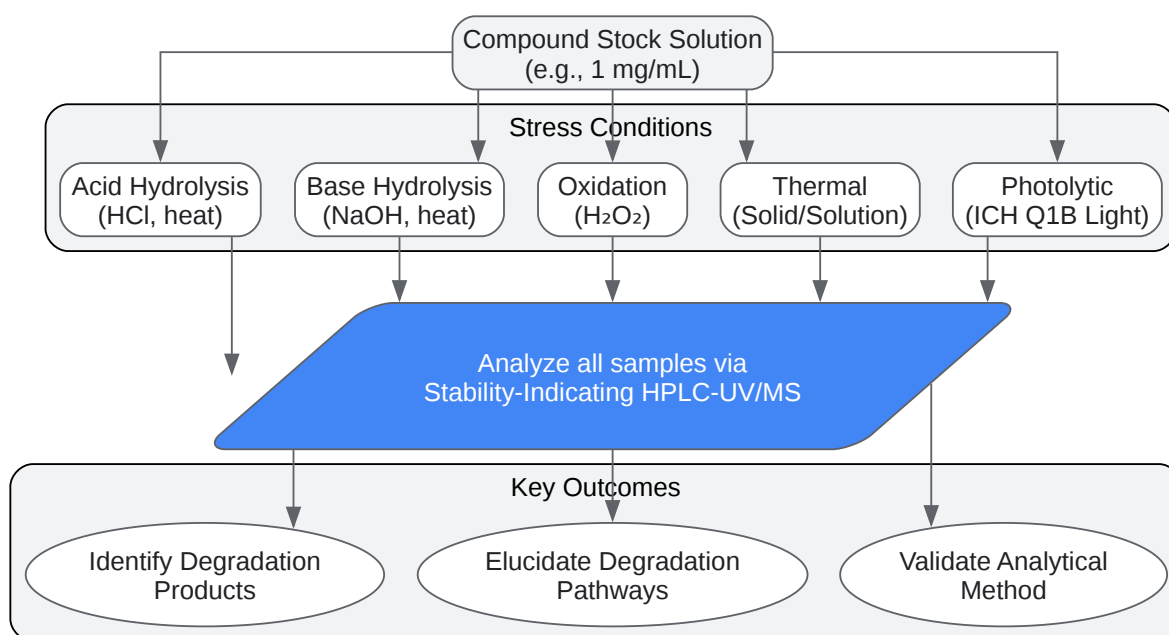 Compound Stock Solution
(e.g., 1 mg/mL)
Stress Conditions
Acid Hydrolysis
(HCl, heat)
Base Hydrolysis
(NaOH, heat)
Oxidation
(H₂O₂)
Thermal
(Solid/Solution)
Photolytic
(ICH Q1B Light)
Analyze all samples via
Stability-Indicating HPLC-UV/MS
Key Outcomes
Identify Degradation
Products
Elucidate Degradation
Pathways
Validate Analytical
Method